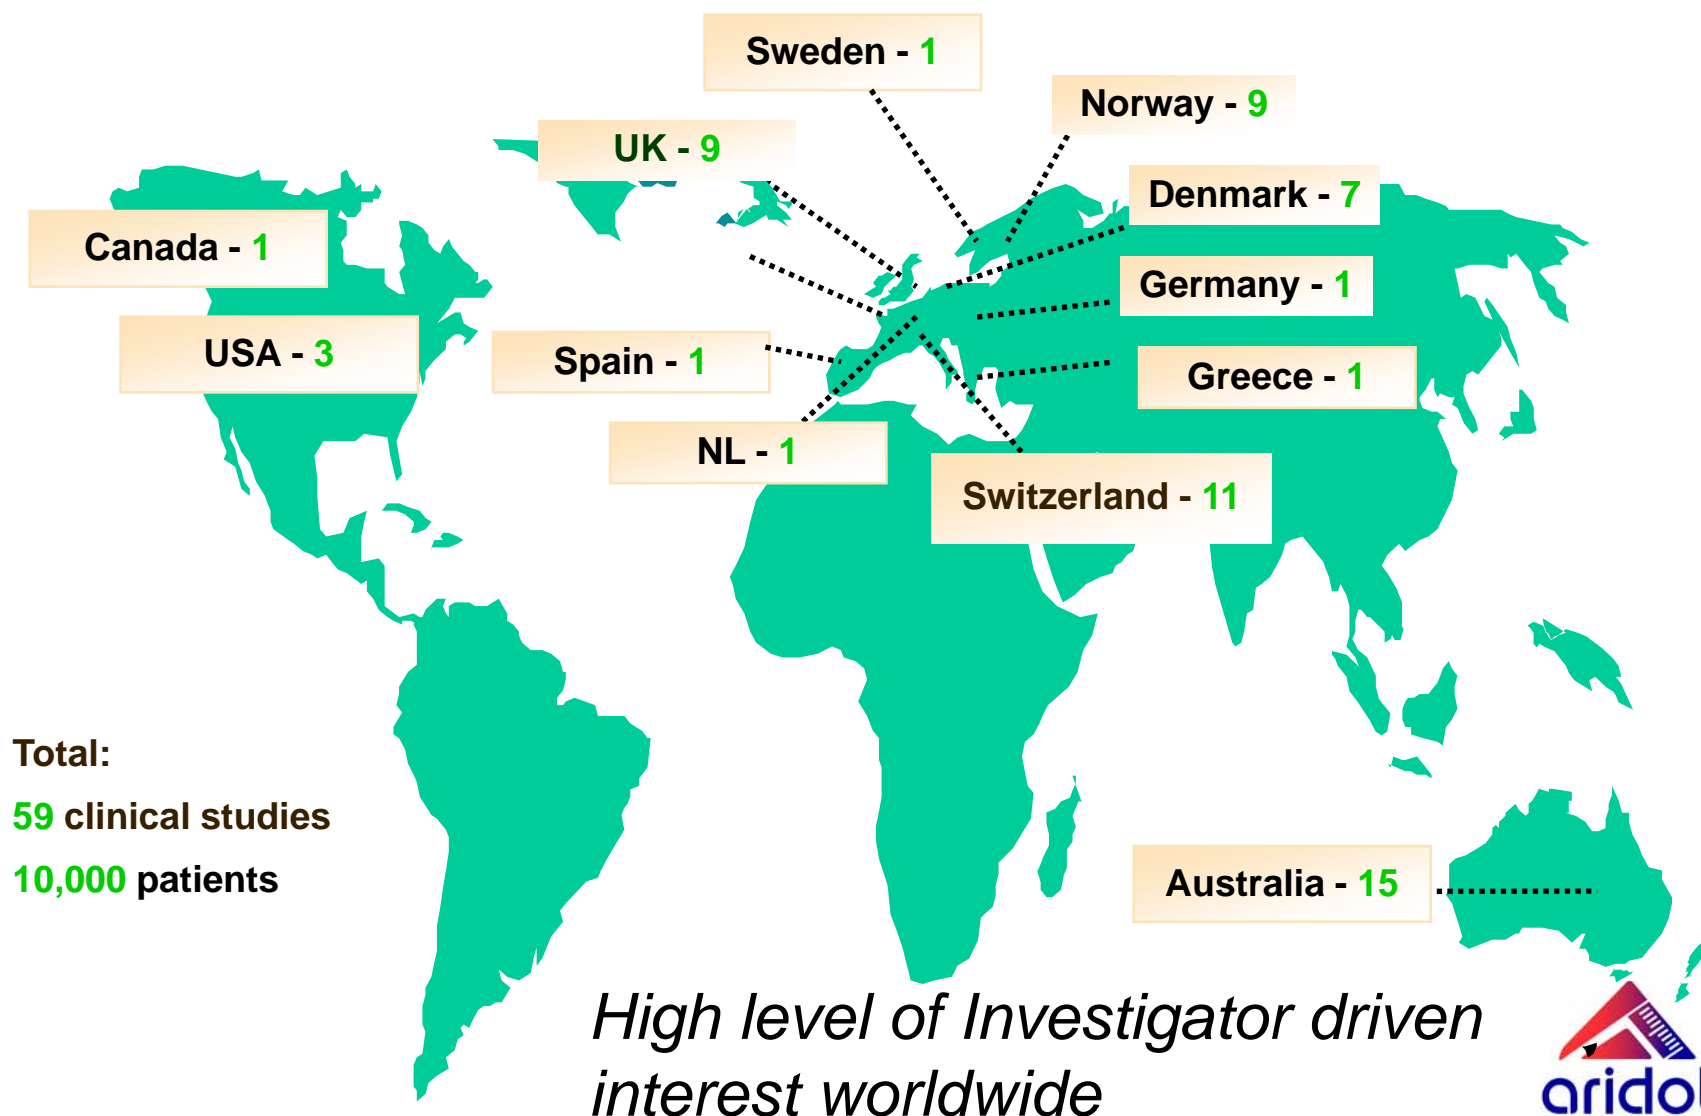 Sweden - 1
Norway - 9
UK - 9
Denmark - 7
Canada - 1
Germany - 1
USA - 3
Spain - 1
Greece - 1
NL - 1
Switzerland - 11
Total:
59 clinical studies
10,000 patients
Australia - 15
High level of Investigator driven
interest worldwide